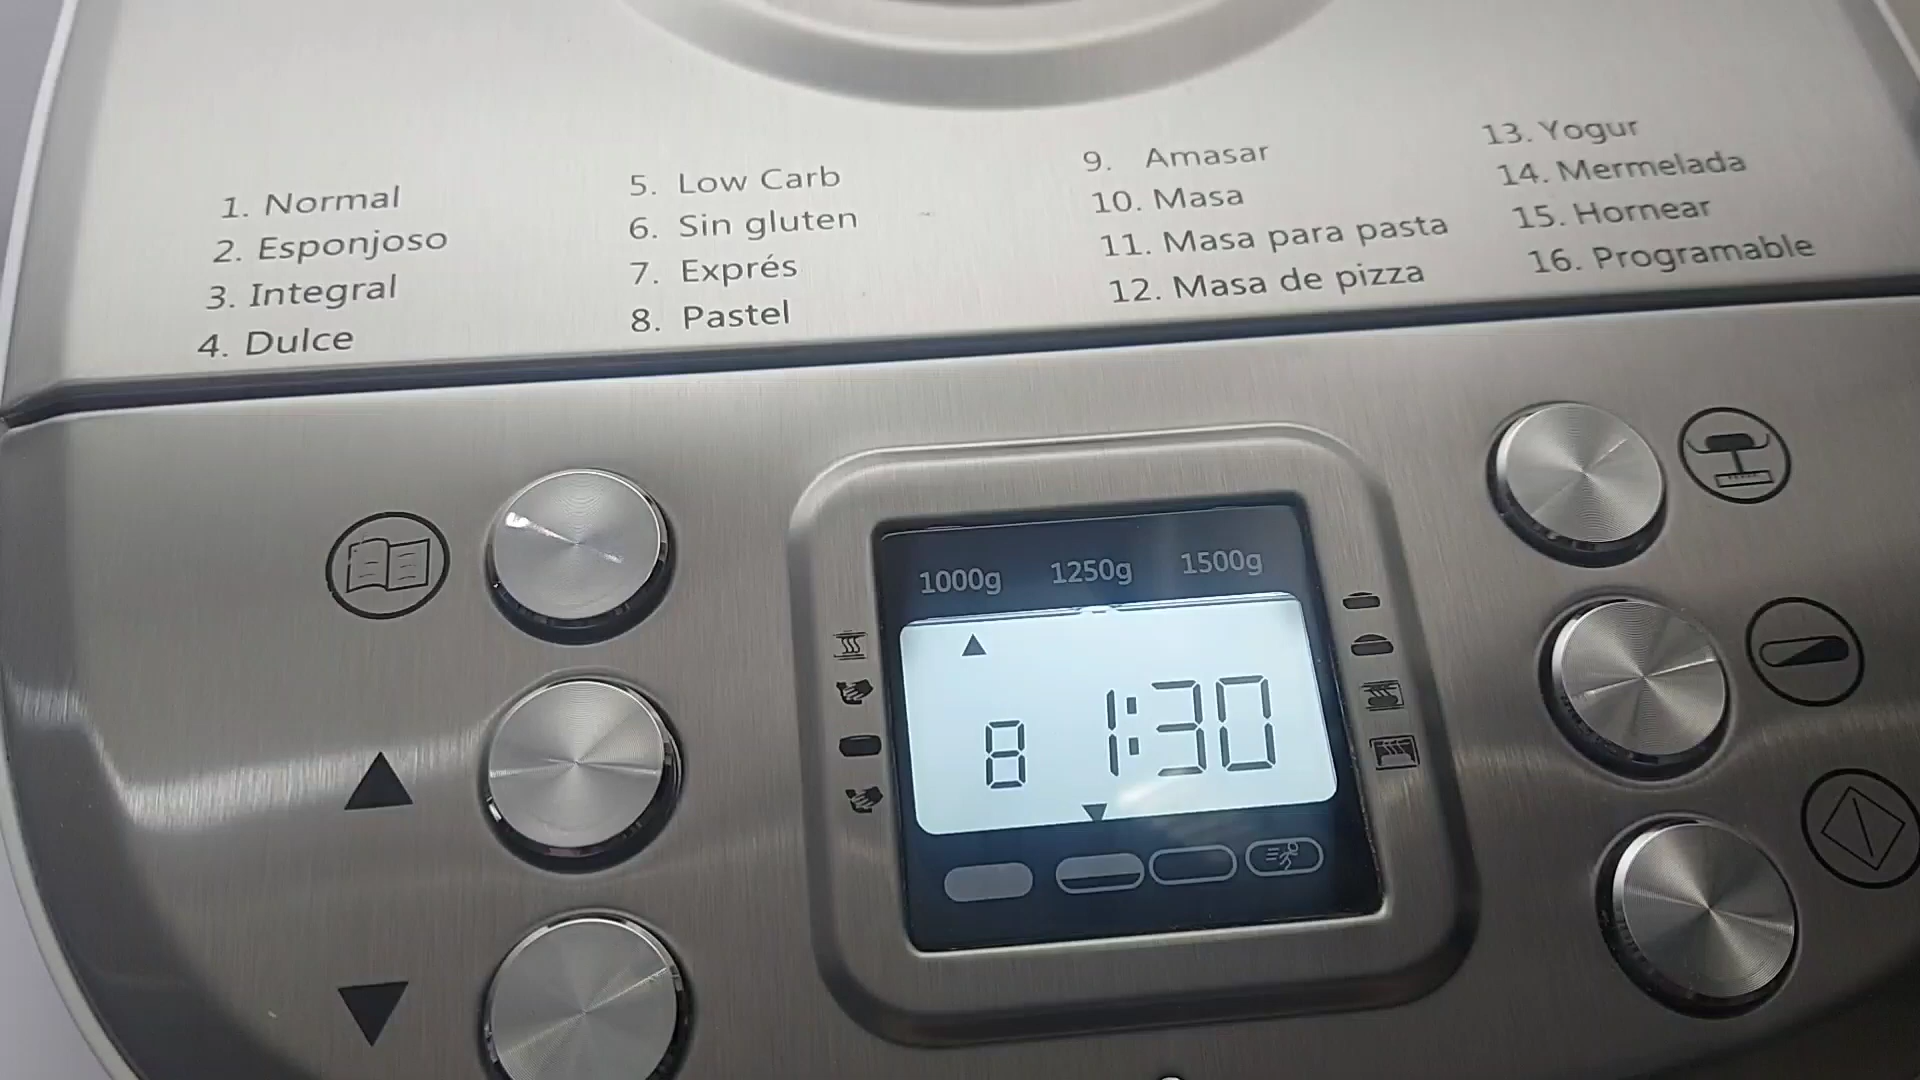 1. Normal
2. Esponjoso
3. Integral
4. Dulce
5. Low Carb
6. Sin gluten
7. Exprés
8. Pastel
9. Amasar
10. Masa
11. Masa para pasta
12. Masa de pizza
13. Yogur
14. Mermelada
15. Hornear
16. Programable
1000g 1250g 1500g
8 1:30